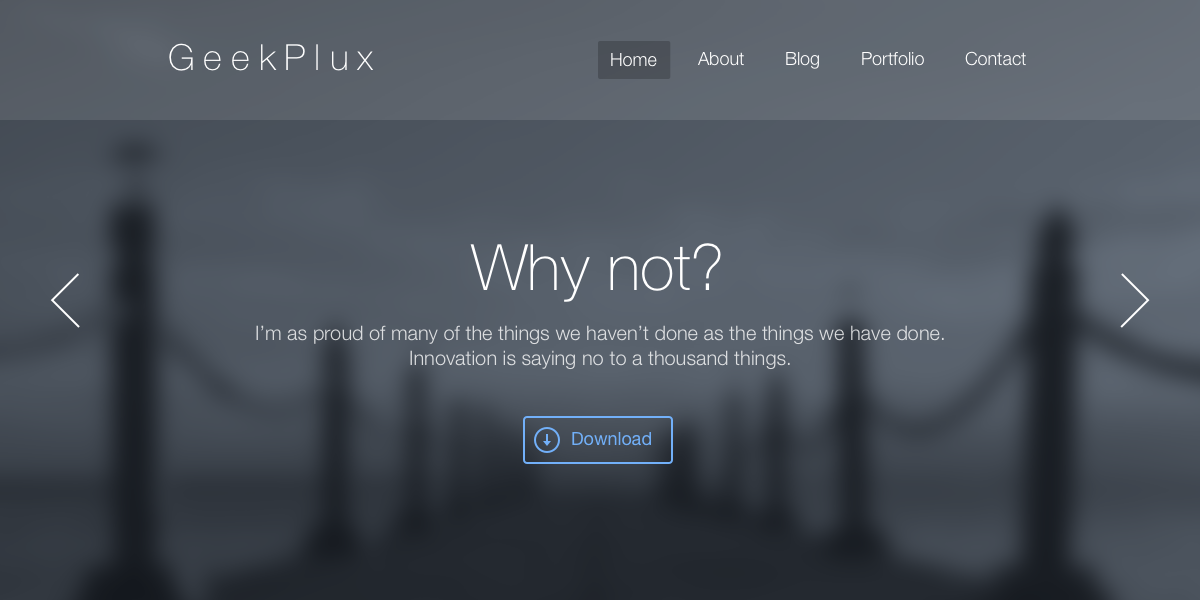 GeekPlux
Home About Blog Portfolio Contact
Why not?
I’m as proud of many of the things we haven’t done as the things we have done.
Innovation is saying no to a thousand things.
Download